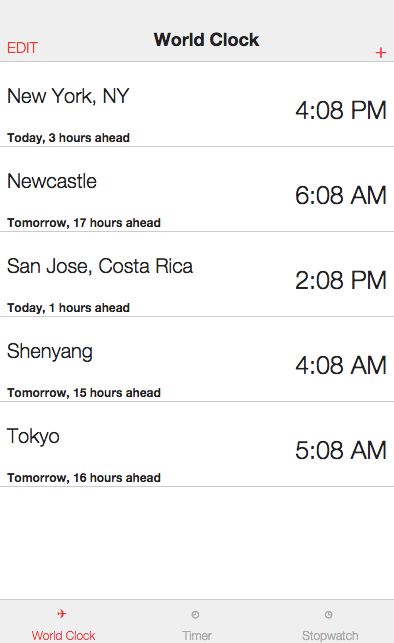 EDIT World Clock +
New York, NY 4:08 PM
Today, 3 hours ahead
Newcastle 6:08 AM
Tomorrow, 17 hours ahead
San Jose, Costa Rica 2:08 PM
Today, 1 hours ahead
Shenyang 4:08 AM
Tomorrow, 15 hours ahead
Tokyo 5:08 AM
Tomorrow, 16 hours ahead
World Clock Timer Stopwatch